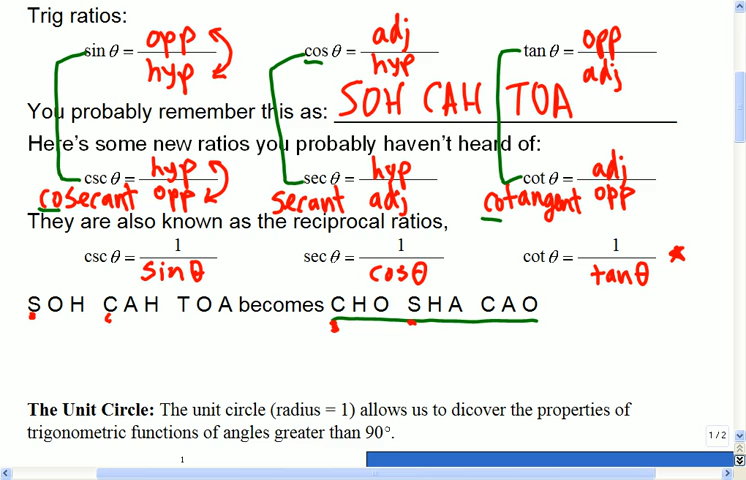 Trig ratios:
sin θ = opp/hyp cos θ = adj/hyp tan θ = opp/adj
You probably remember this as: SOH CAH TOA
Here's some new ratios you probably haven't heard of:
csc θ = hyp/opp sec θ = hyp/adj cot θ = adj/opp
cosecant secant cotangent
They are also known as the reciprocal ratios,
csc θ = 1/sinθ sec θ = 1/cosθ cot θ = 1/tanθ *
S O H C A H T O A becomes C H O S H A C A O
The Unit Circle: The unit circle (radius = 1) allows us to dicover the properties of
trigonometric functions of angles greater than 90°.
1 / 2
1